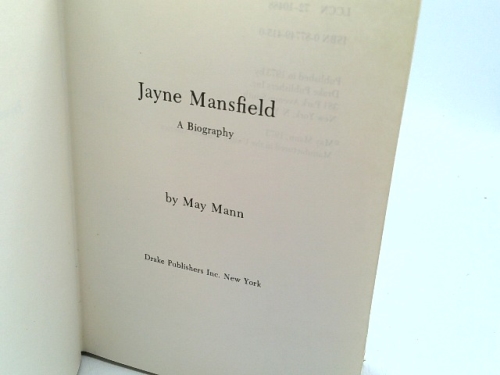 Jayne Mansfield
A Biography
by May Mann
Drake Publishers Inc. New York